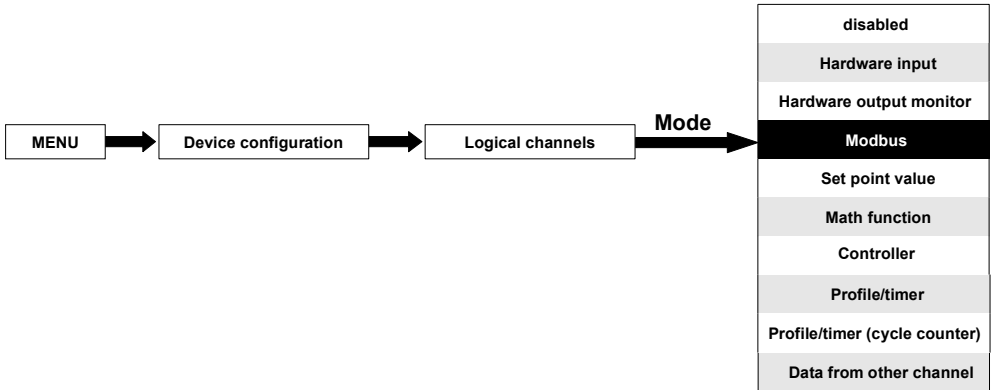 MENU
Device configuration
Logical channels
Mode
disabled
Hardware input
Hardware output monitor
Modbus
Set point value
Math function
Controller
Profile/timer
Profile/timer (cycle counter)
Data from other channel